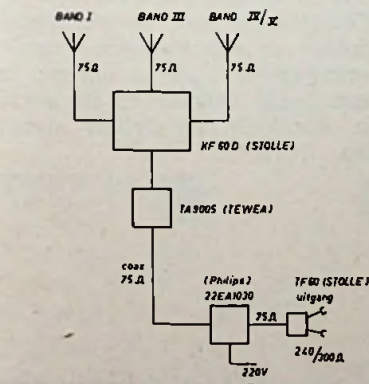 BAND I
BAND III
BAND IV/V
75Ω
75Ω
75Ω
KF 60 D (STOLLE)
TA900S (TEWEA)
coax
75Ω
(Philips)
22EA1030
75Ω
TF60 (STOLLE)
uitgang
240/300Ω
220V